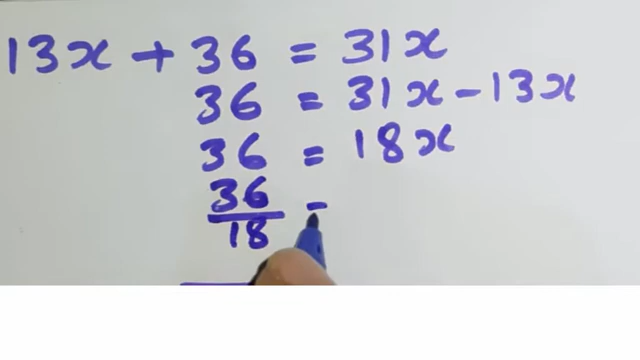 13x + 36 = 31x
36 = 31x - 13x
36 = 18x
36/18 =